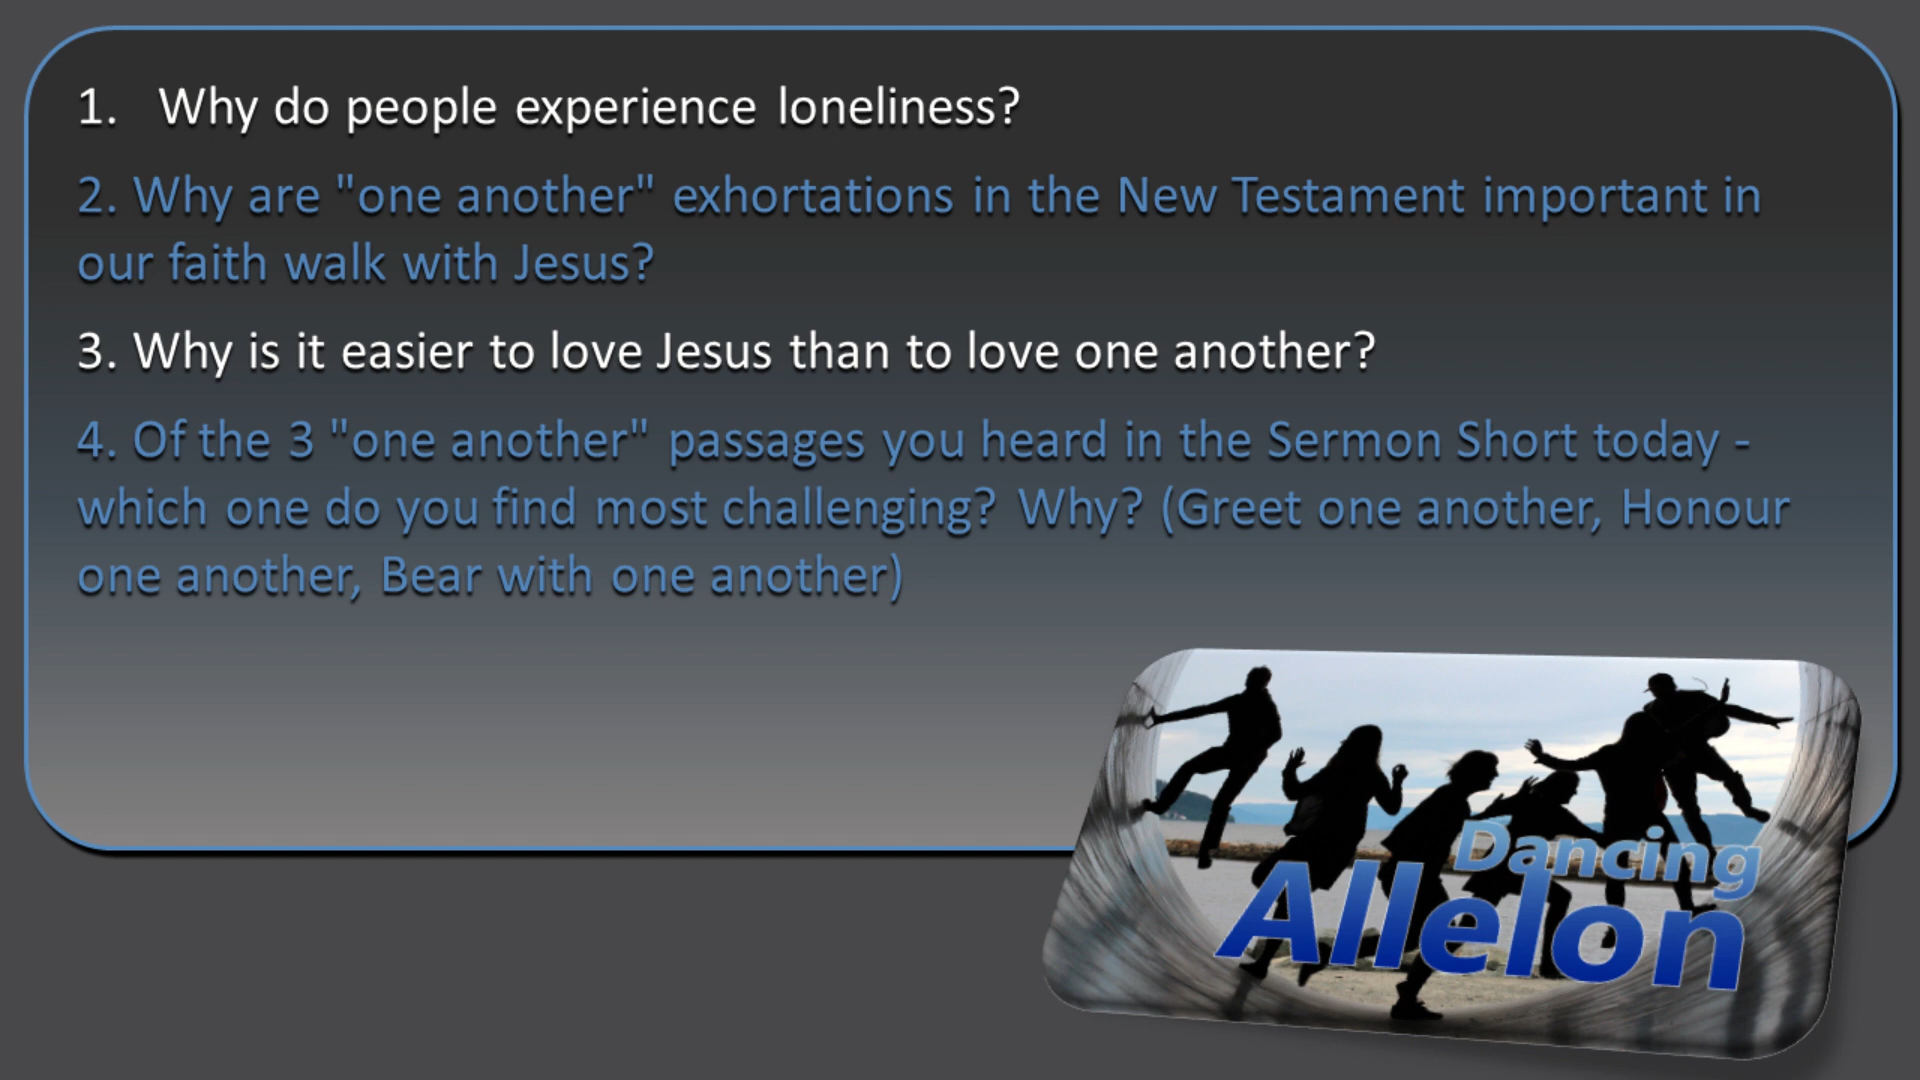 1. Why do people experience loneliness?
2. Why are "one another" exhortations in the New Testament important in
our faith walk with Jesus?
3. Why is it easier to love Jesus than to love one another?
4. Of the 3 "one another" passages you heard in the Sermon Short today -
which one do you find most challenging? Why? (Greet one another, Honour
one another, Bear with one another)
Dancing
Allelon